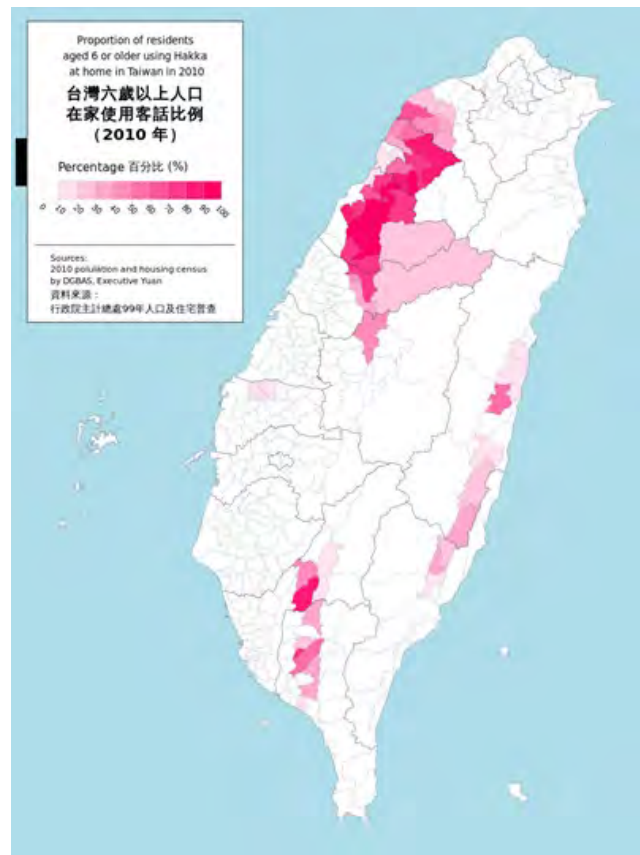 Proportion of residents
aged 6 or older using Hakka
at home in Taiwan in 2010
台灣六歲以上人口
在家使用客話比例
（2010 年）
Percentage 百分比 (%)
0 10 20 30 40 50 60 70 80 90 100
Sources:
2010 polulation and housing census
by DGBAS, Executive Yuan
資料來源：
行政院主計總處99年人口及住宅普查